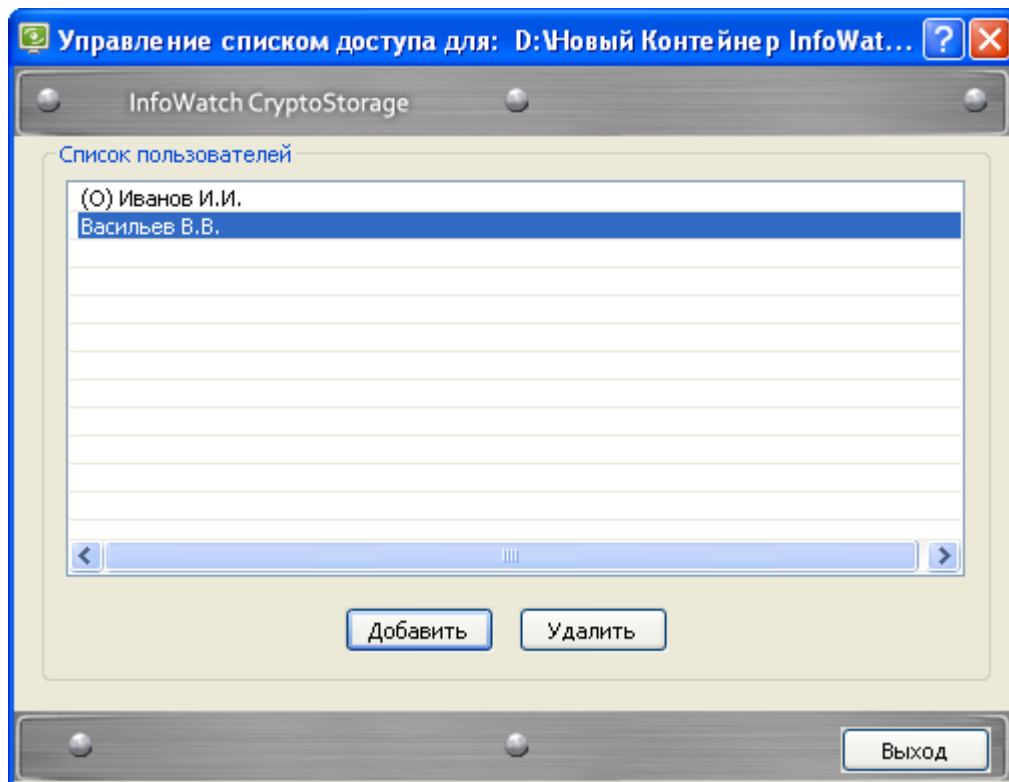 Управление списком доступа для: D:\Новый Контейнер InfoWat...
InfoWatch CryptoStorage
Список пользователей
(О) Иванов И.И.
Васильев В.В.
Добавить Удалить
Выход